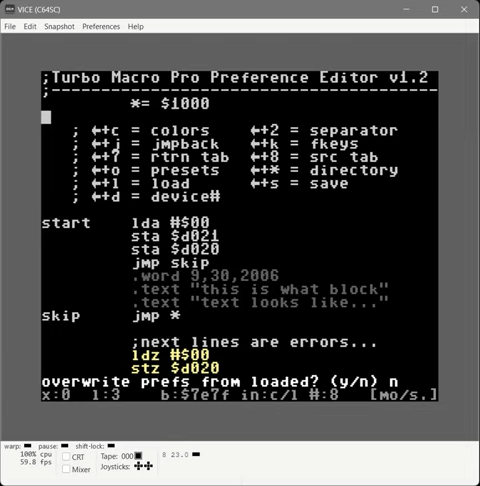 VICE (C64SC)
File Edit Snapshot Preferences Help
;Turbo Macro Pro Preference Editor v1.2
;---------------------------------------
*= $1000
; ←+c = colors ←+2 = separator
; ←+j = jmpback ←+k = fkeys
; ←+7 = rtrn tab ←+8 = src tab
; ←+o = presets ←+* = directory
; ←+l = load ←+s = save
; ←+d = device#
start lda #$00
sta $d021
sta $d020
jmp skip
.word 9,30,2006
.text "this is what block"
.text "text looks like..."
skip jmp *
;next lines are errors...
ldz #$00
stz $d020
overwrite prefs from loaded? (y/n) n
x:0 l:3 b:$7e7f in:c/l #:8 [mo/s.]
warp: pause: shift-lock:
100% cpu CRT Tape: 000 8 23.0
59.8 fps Mixer Joysticks: